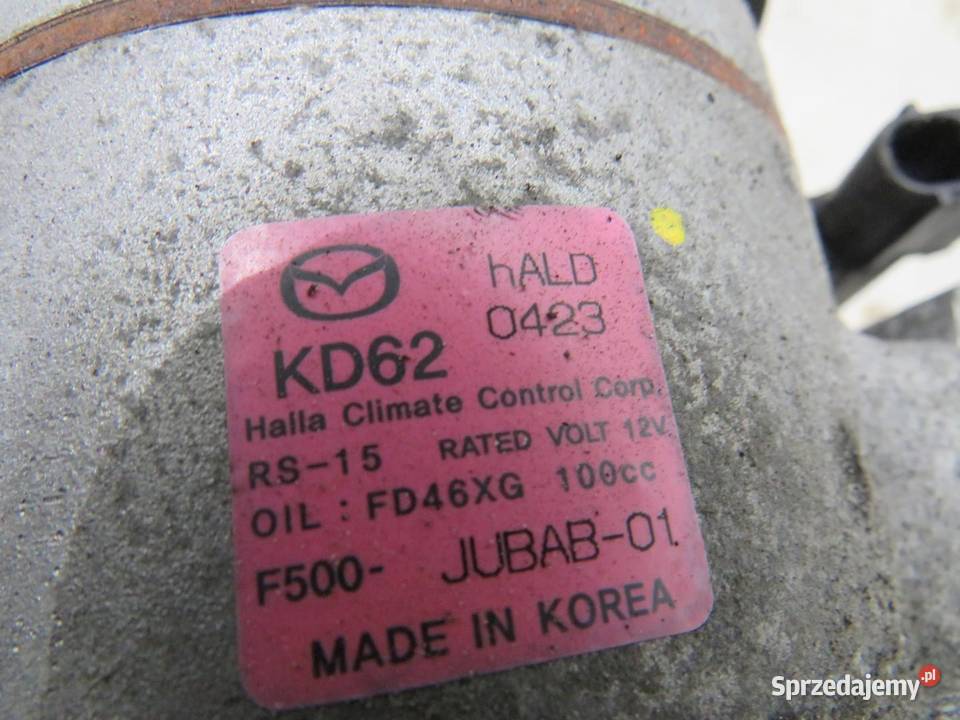 hALD
0423
KD62
Halla Climate Control Corp.
RS-15 RATED VOLT 12V
OIL : FD46XG 100cc
F500- JUBAB-01
MADE IN KOREA
Sprzedajemy.pl